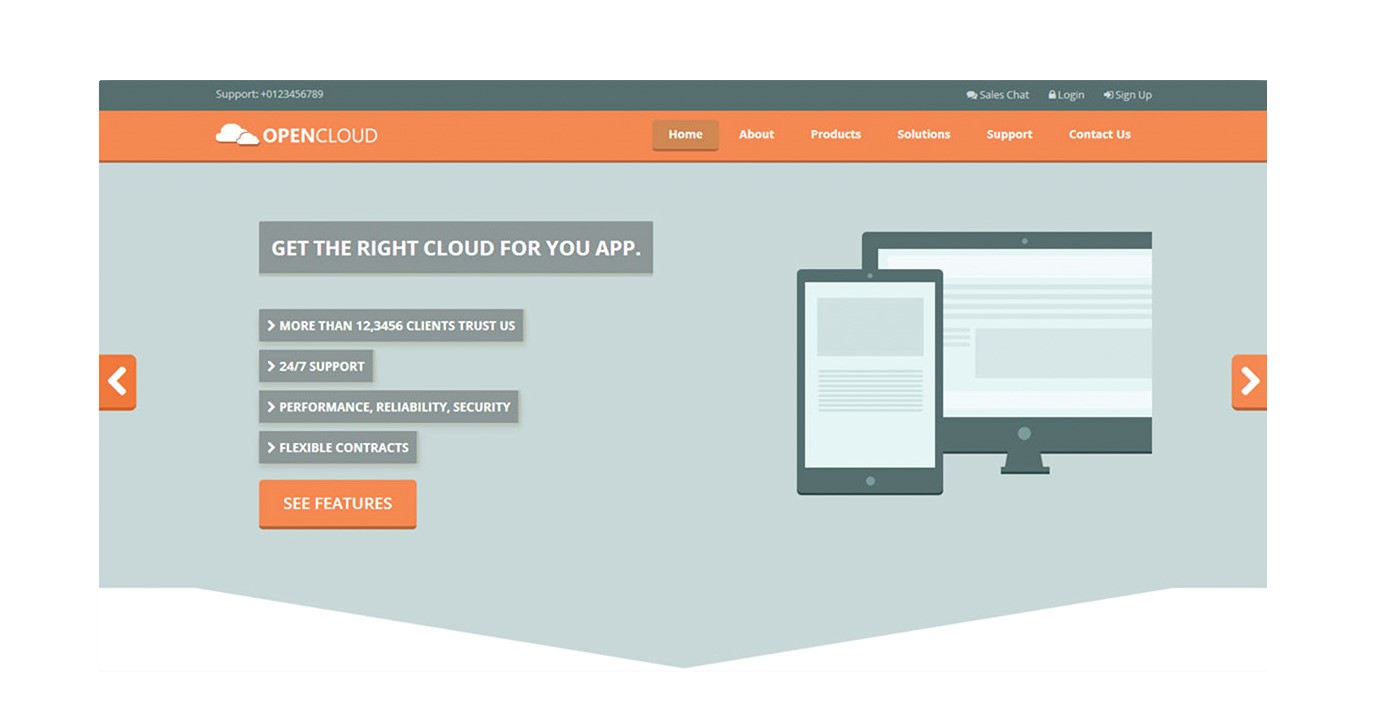 Support: +0123456789
Sales Chat Login Sign Up
OPENCLOUD
Home About Products Solutions Support Contact Us
GET THE RIGHT CLOUD FOR YOU APP.
MORE THAN 12,3456 CLIENTS TRUST US
24/7 SUPPORT
PERFORMANCE, RELIABILITY, SECURITY
FLEXIBLE CONTRACTS
SEE FEATURES